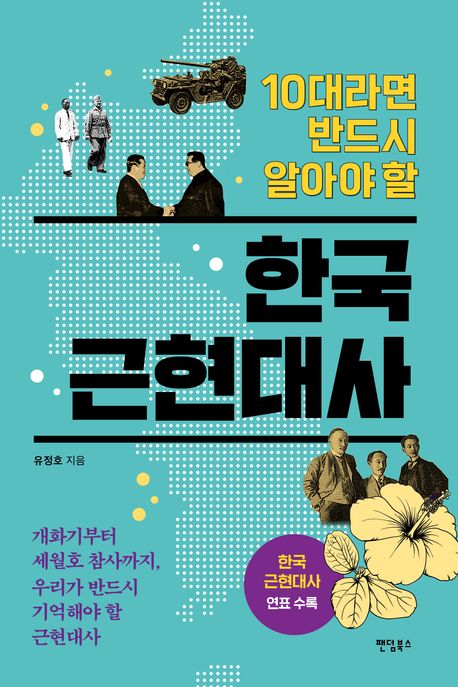 10대라면
반드시
알아야 할
한국
근현대사
유정호 지음
개화기부터
세월호 참사까지,
우리가 반드시
기억해야 할
근현대사
한국
근현대사
연표 수록
팬덤북스